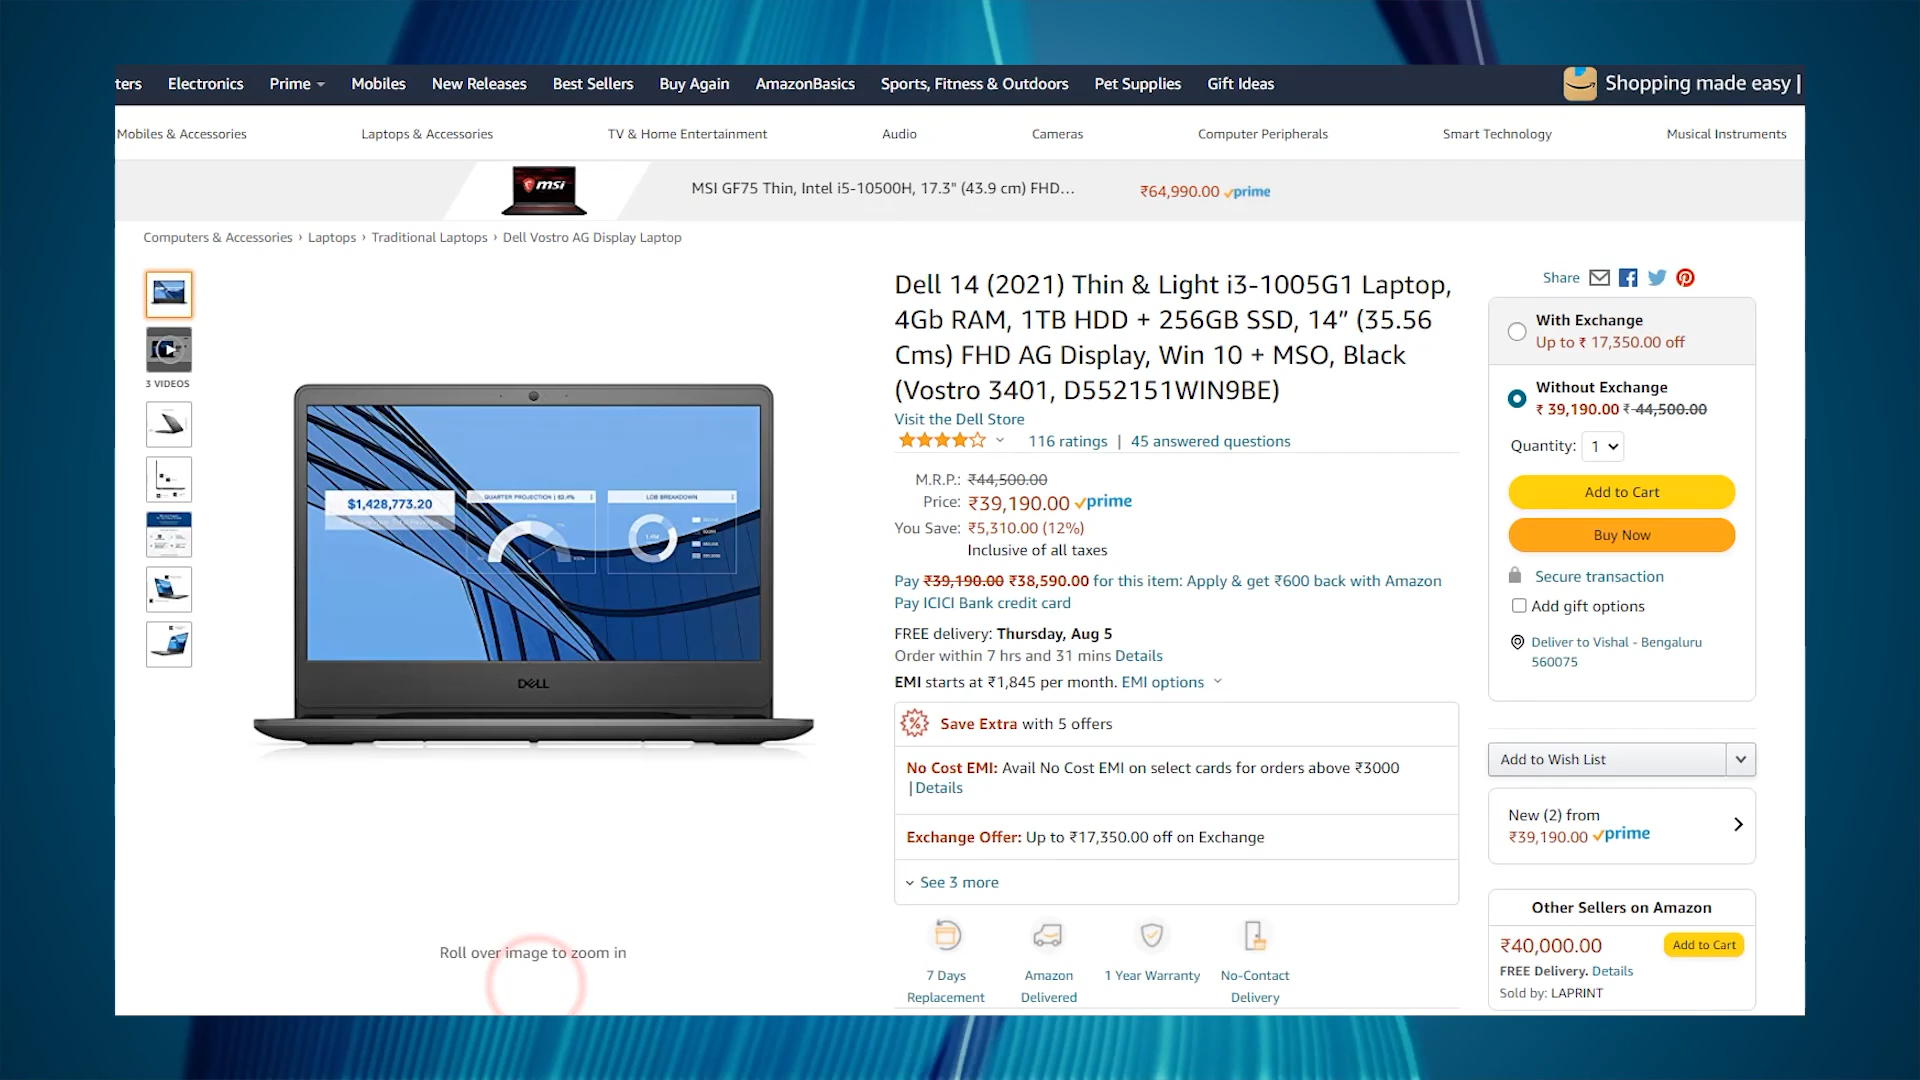 ters Electronics Prime Mobiles New Releases Best Sellers Buy Again AmazonBasics Sports, Fitness & Outdoors Pet Supplies Gift Ideas Shopping made easy |
Mobiles & Accessories Laptops & Accessories TV & Home Entertainment Audio Cameras Computer Peripherals Smart Technology Musical Instruments
msi MSI GF75 Thin, Intel i5-10500H, 17.3" (43.9 cm) FHD... ₹64,990.00 prime
Computers & Accessories › Laptops › Traditional Laptops › Dell Vostro AG Display Laptop
3 VIDEOS
$1,428,773.20
QUARTER PROJECTION | 63.4%
LOB BREAKDOWN
DELL
Roll over image to zoom in
Dell 14 (2021) Thin & Light i3-1005G1 Laptop,
4Gb RAM, 1TB HDD + 256GB SSD, 14” (35.56
Cms) FHD AG Display, Win 10 + MSO, Black
(Vostro 3401, D552151WIN9BE)
Visit the Dell Store
116 ratings | 45 answered questions
M.R.P.: ₹44,500.00
Price: ₹39,190.00 prime
You Save: ₹5,310.00 (12%)
Inclusive of all taxes
Pay ₹39,190.00 ₹38,590.00 for this item: Apply & get ₹600 back with Amazon
Pay ICICI Bank credit card
FREE delivery: Thursday, Aug 5
Order within 7 hrs and 31 mins Details
EMI starts at ₹1,845 per month. EMI options
% Save Extra with 5 offers
No Cost EMI: Avail No Cost EMI on select cards for orders above ₹3000
|Details
Exchange Offer: Up to ₹17,350.00 off on Exchange
See 3 more
7 Days
Replacement
Amazon
Delivered
1 Year Warranty
No-Contact
Delivery
Share
With Exchange
Up to ₹ 17,350.00 off
Without Exchange
₹ 39,190.00 ₹ 44,500.00
Quantity: 1
Add to Cart
Buy Now
Secure transaction
Add gift options
Deliver to Vishal - Bengaluru
560075
Add to Wish List
New (2) from
₹39,190.00 prime
Other Sellers on Amazon
₹40,000.00 Add to Cart
FREE Delivery. Details
Sold by: LAPRINT